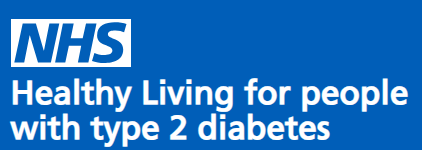 NHS
Healthy Living for people
with type 2 diabetes